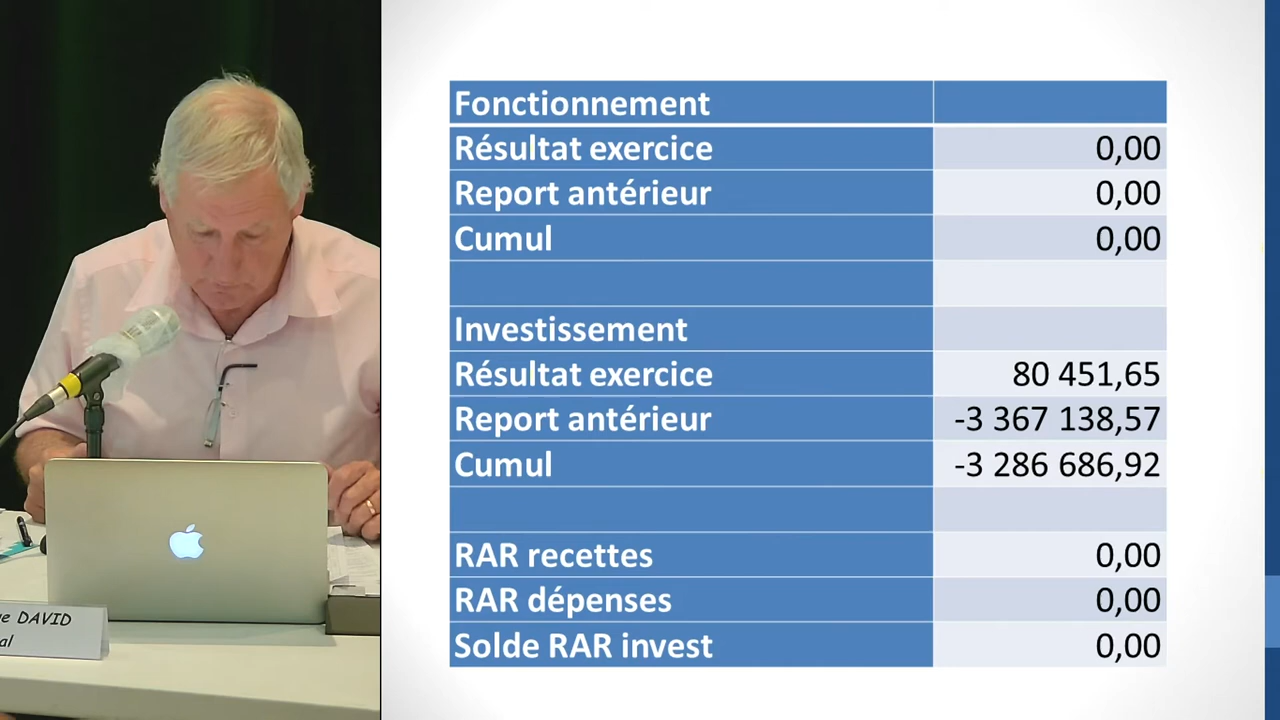 DAVID
Fonctionnement
Résultat exercice 0,00
Report antérieur 0,00
Cumul 0,00
Investissement
Résultat exercice 80 451,65
Report antérieur -3 367 138,57
Cumul -3 286 686,92
RAR recettes 0,00
RAR dépenses 0,00
Solde RAR invest 0,00